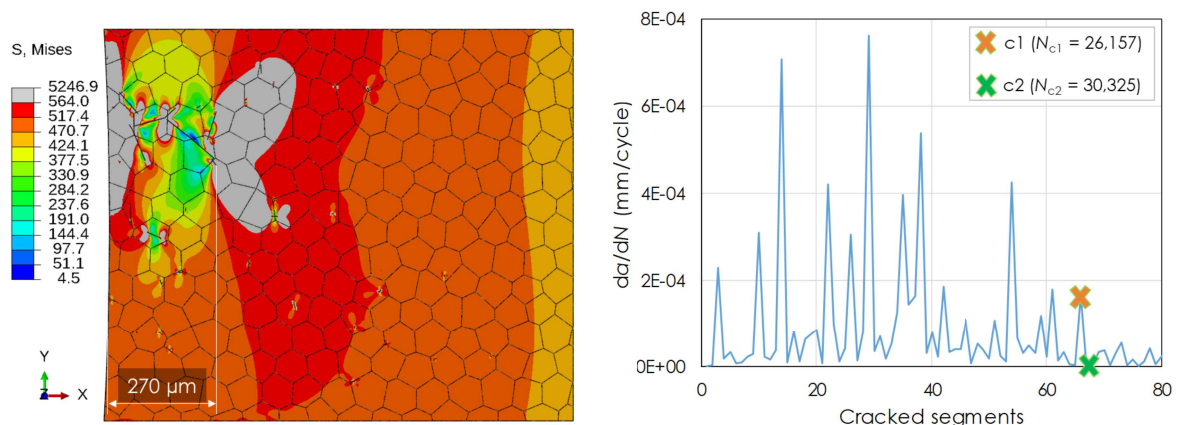 S, Mises
5246.9
564.0
517.4
470.7
424.1
377.5
330.9
284.2
237.6
191.0
144.4
97.7
51.1
4.5
Y
Z X
270 µm
8E-04
6E-04
4E-04
2E-04
0E+00
da/dN (mm/cycle)
c1 (Nc1 = 26,157)
c2 (Nc2 = 30,325)
0 20 40 60 80
Cracked segments